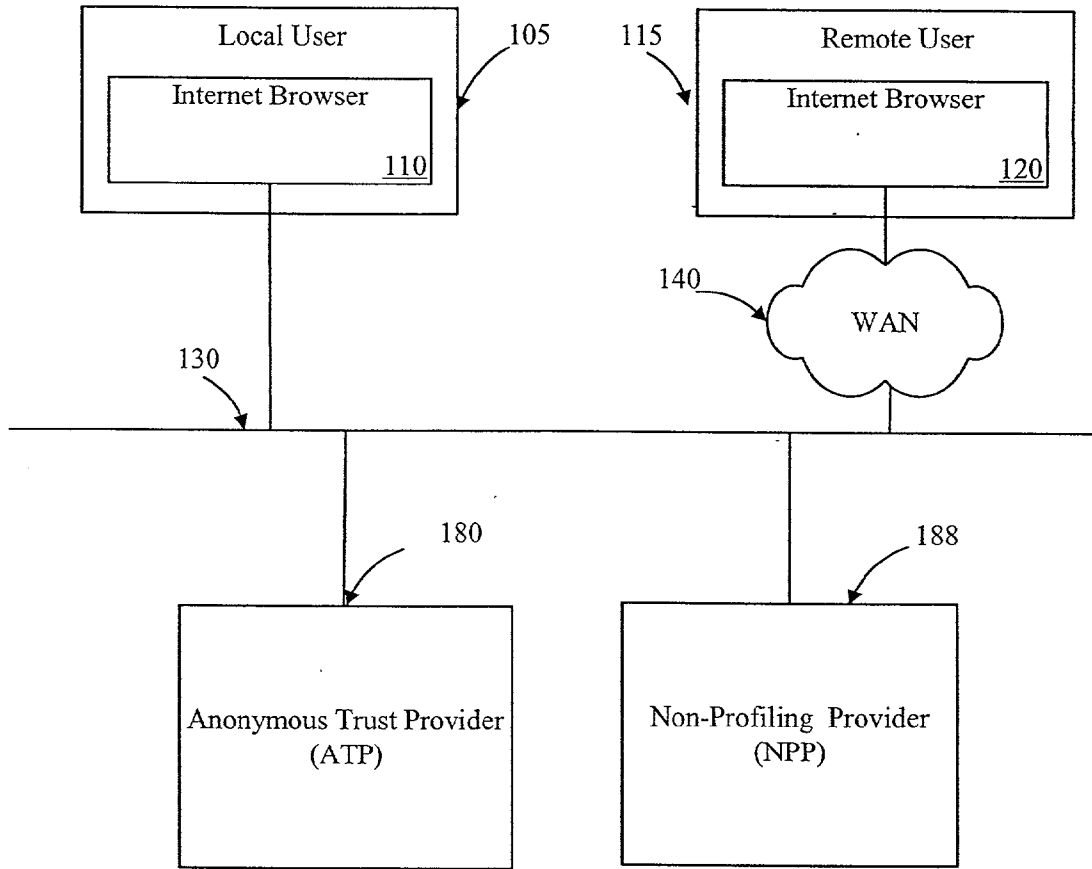 Local User
105
Internet Browser
110
115
Remote User
Internet Browser
120
140
WAN
130
180
188
Anonymous Trust Provider
(ATP)
Non-Profiling Provider
(NPP)